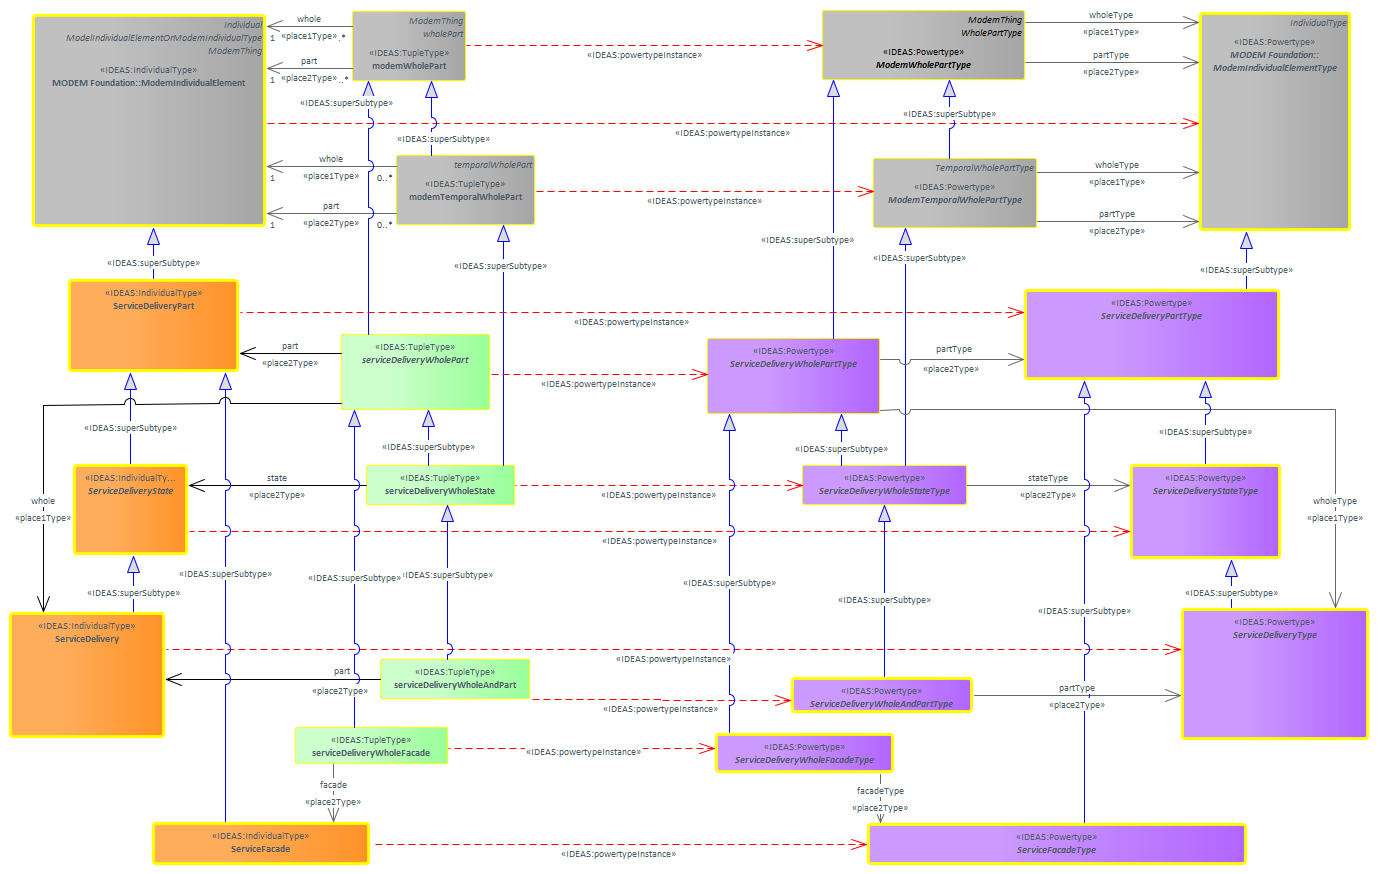 whole
ModemThing
wholeType
Individual
ModelIndividualElementOrModemIndividualType
ModemThing
1
«place1Type»
..*
wholePart
ModemThing
WholePartType
«place1Type»
IndividualType
«IDEAS:IndividualType»
MODEM Foundation::ModemIndividualElement
«IDEAS:TupleType»
modemWholePart
«IDEAS:powertypeInstance»
«IDEAS:Powertype»
ModemWholePartType
«IDEAS:Powertype»
MODEM Foundation::
ModemIndividualElementType
part
1
«place2Type»
..*
partType
«place2Type»
«IDEAS:superSubtype»
«IDEAS:superSubtype»
«IDEAS:superSubtype»
«IDEAS:powertypeInstance»
whole
1
«place1Type»
0..*
temporalWholePart
«IDEAS:TupleType»
modemTemporalWholePart
«IDEAS:powertypeInstance»
TemporalWholePartType
«IDEAS:Powertype»
ModemTemporalWholePartType
wholeType
«place1Type»
part
1
«place2Type»
0..*
partType
«place2Type»
«IDEAS:superSubtype»
«IDEAS:superSubtype»
«IDEAS:superSubtype»
«IDEAS:superSubtype»
«IDEAS:superSubtype»
«IDEAS:IndividualType»
ServiceDeliveryPart
«IDEAS:powertypeInstance»
«IDEAS:Powertype»
ServiceDeliveryPartType
part
«place2Type»
«IDEAS:TupleType»
serviceDeliveryWholePart
«IDEAS:powertypeInstance»
«IDEAS:Powertype»
ServiceDeliveryWholePartType
partType
«place2Type»
«IDEAS:superSubtype»
«IDEAS:superSubtype»
«IDEAS:superSubtype»
«IDEAS:superSubtype»
«IDEAS:IndividualTy...
ServiceDeliveryState
state
«place2Type»
«IDEAS:TupleType»
serviceDeliveryWholeState
«IDEAS:powertypeInstance»
«IDEAS:Powertype»
ServiceDeliveryWholeStateType
stateType
«place2Type»
«IDEAS:Powertype»
ServiceDeliveryStateType
whole
«place1Type»
wholeType
«place1Type»
«IDEAS:powertypeInstance»
«IDEAS:superSubtype»
«IDEAS:superSubtype»
«IDEAS:superSubtype»
«IDEAS:superSubtype»
«IDEAS:superSubtype»
«IDEAS:superSubtype»
«IDEAS:superSubtype»
«IDEAS:superSubtype»
«IDEAS:IndividualType»
ServiceDelivery
«IDEAS:powertypeInstance»
«IDEAS:Powertype»
ServiceDeliveryType
part
«place2Type»
«IDEAS:TupleType»
serviceDeliveryWholeAndPart
«IDEAS:powertypeInstance»
«IDEAS:Powertype»
ServiceDeliveryWholeAndPartType
partType
«place2Type»
«IDEAS:TupleType»
serviceDeliveryWholeFacade
«IDEAS:powertypeInstance»
«IDEAS:Powertype»
ServiceDeliveryWholeFacadeType
facade
«place2Type»
facadeType
«place2Type»
«IDEAS:IndividualType»
ServiceFacade
«IDEAS:powertypeInstance»
«IDEAS:Powertype»
ServiceFacadeType